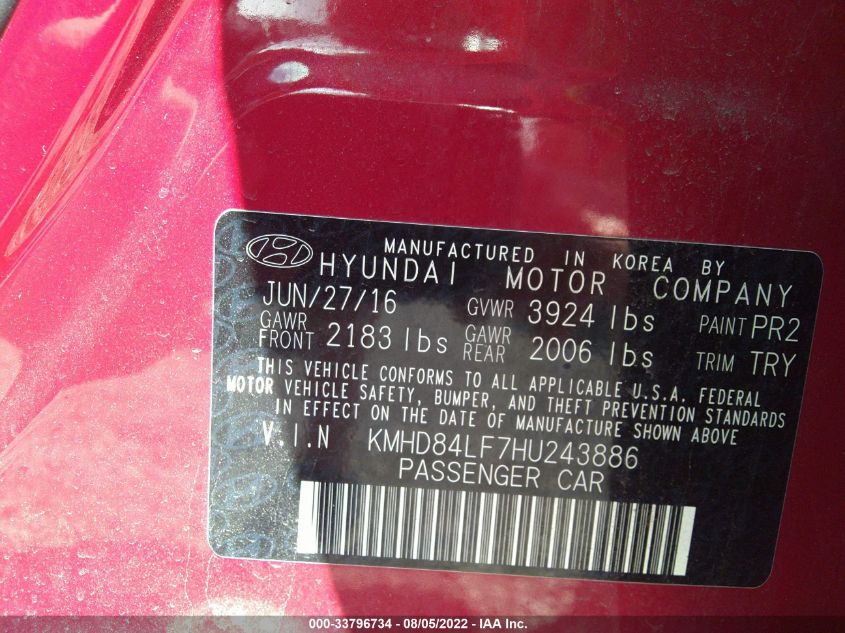 MANUFACTURED IN KOREA BY
HYUNDAI MOTOR COMPANY
JUN/27/16 GVWR 3924 lbs PAINT PR2
GAWR FRONT 2183 lbs GAWR REAR 2006 lbs TRIM TRY
THIS VEHICLE CONFORMS TO ALL APPLICABLE U.S.A. FEDERAL
MOTOR VEHICLE SAFETY, BUMPER, AND THEFT PREVENTION STANDARDS
IN EFFECT ON THE DATE OF MANUFACTURE SHOWN ABOVE
V.I.N KMHD84LF7HU243886
PASSENGER CAR
000-33796734 - 08/05/2022 - IAA Inc.